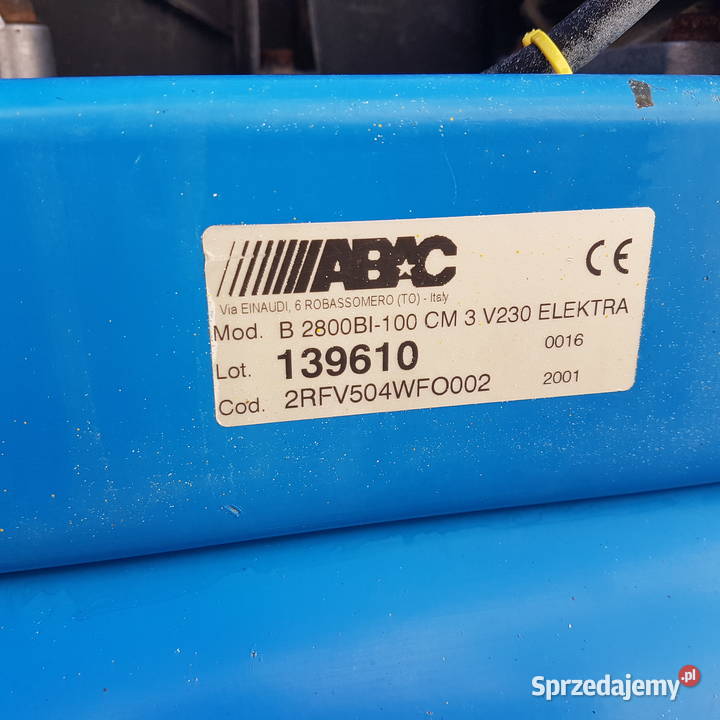 ABAC
CE
Via EINAUDI, 6 ROBASSOMERO (TO) - Italy
Mod. B 2800BI-100 CM 3 V230 ELEKTRA
Lot. 139610 0016
Cod. 2RFV504WFO002 2001
Sprzedajemy.pl